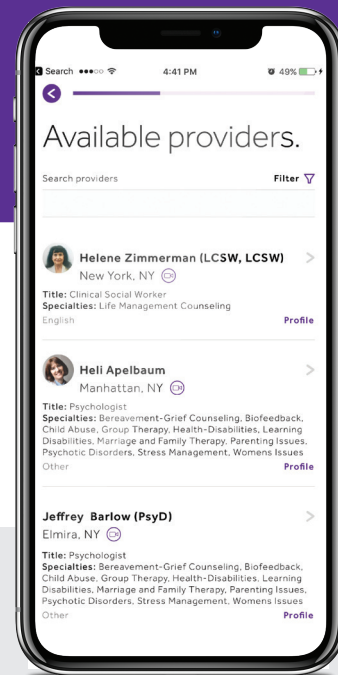 Search 4:41 PM 49%
Available providers.
Search providers Filter
Helene Zimmerman (LCSW, LCSW)
New York, NY
Title: Clinical Social Worker
Specialties: Life Management Counseling
English Profile
Heli Apelbaum
Manhattan, NY
Title: Psychologist
Specialties: Bereavement-Grief Counseling, Biofeedback,
Child Abuse, Group Therapy, Health-Disabilities, Learning
Disabilities, Marriage and Family Therapy, Parenting Issues,
Psychotic Disorders, Stress Management, Womens Issues
Other Profile
Jeffrey Barlow (PsyD)
Elmira, NY
Title: Psychologist
Specialties: Bereavement-Grief Counseling, Biofeedback,
Child Abuse, Group Therapy, Health-Disabilities, Learning
Disabilities, Marriage and Family Therapy, Parenting Issues,
Psychotic Disorders, Stress Management, Womens Issues
Other Profile